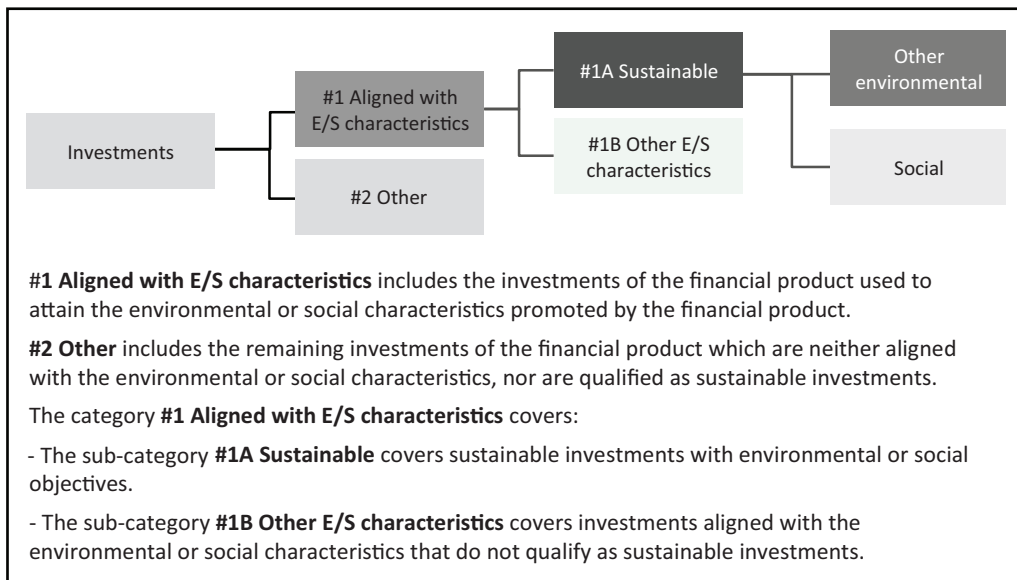 Investments
#1 Aligned with
E/S characteristics
#2 Other
#1A Sustainable
#1B Other E/S
characteristics
Other
environmental
Social
#1 Aligned with E/S characteristics includes the investments of the financial product used to
attain the environmental or social characteristics promoted by the financial product.
#2 Other includes the remaining investments of the financial product which are neither aligned
with the environmental or social characteristics, nor are qualified as sustainable investments.
The category #1 Aligned with E/S characteristics covers:
- The sub-category #1A Sustainable covers sustainable investments with environmental or social
objectives.
- The sub-category #1B Other E/S characteristics covers investments aligned with the
environmental or social characteristics that do not qualify as sustainable investments.